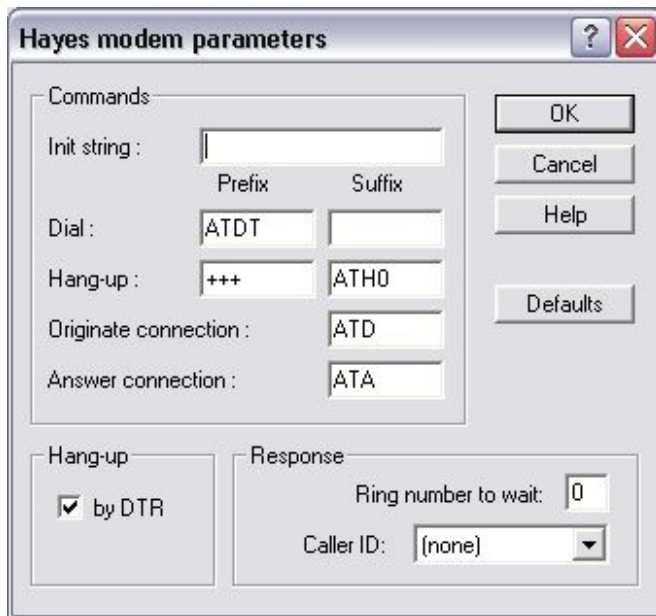 Hayes modem parameters
?
Commands
Init string :
Prefix Suffix
Dial : ATDT
Hang-up : +++ ATH0
Originate connection : ATD
Answer connection : ATA
OK
Cancel
Help
Defaults
Hang-up
by DTR
Response
Ring number to wait: 0
Caller ID: (none)